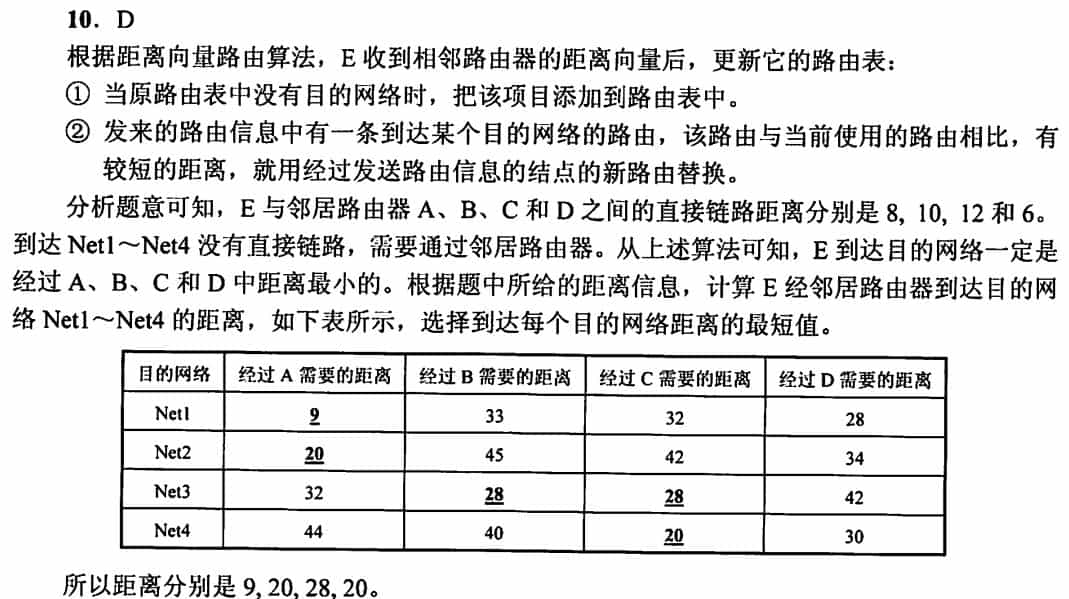 10. D
根据距离向量路由算法，E 收到相邻路由器的距离向量后，更新它的路由表：
① 当原路由表中没有目的网络时，把该项目添加到路由表中。
② 发来的路由信息中有一条到达某个目的网络的路由，该路由与当前使用的路由相比，有
较短的距离，就用经过发送路由信息的结点的新路由替换。
分析题意可知，E 与邻居路由器 A、B、C 和 D 之间的直接链路距离分别是 8, 10, 12 和 6。
到达 Net1～Net4 没有直接链路，需要通过邻居路由器。从上述算法可知，E 到达目的网络一定是
经过 A、B、C 和 D 中距离最小的。根据题中所给的距离信息，计算 E 经邻居路由器到达目的网
络 Net1～Net4 的距离，如下表所示，选择到达每个目的网络距离的最短值。
目的网络 经过 A 需要的距离 经过 B 需要的距离 经过 C 需要的距离 经过 D 需要的距离
Net1 9 33 32 28
Net2 20 45 42 34
Net3 32 28 28 42
Net4 44 40 20 30
所以距离分别是 9, 20, 28, 20。